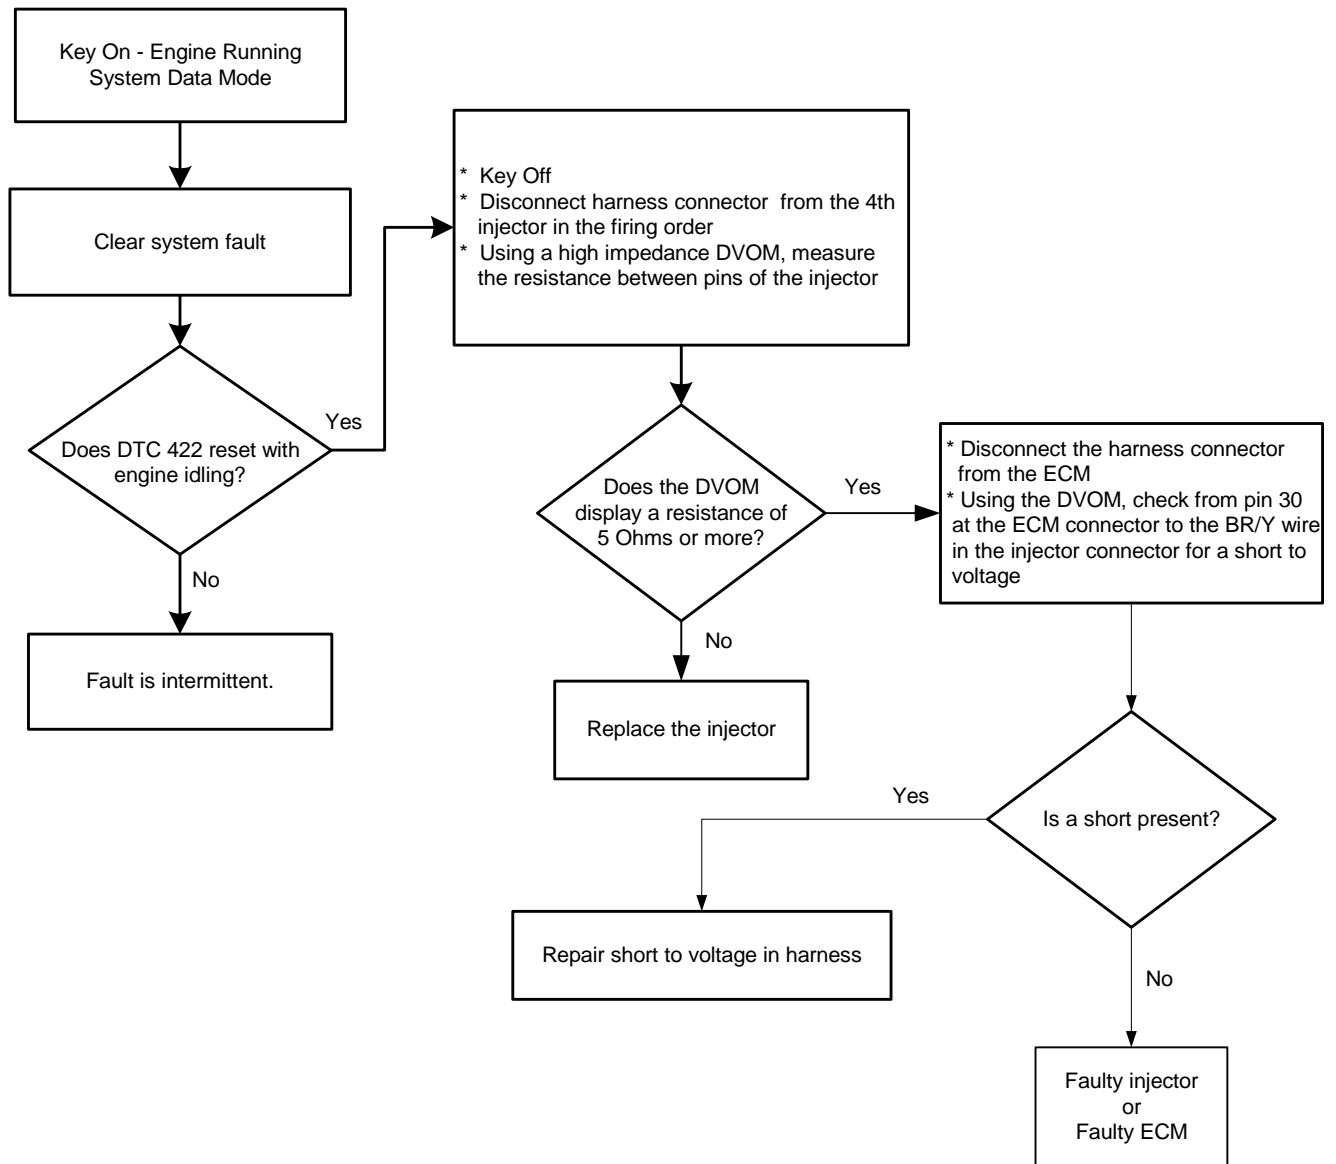 Key On - Engine Running
System Data Mode
Clear system fault
Does DTC 422 reset with
engine idling?
Yes
No
Fault is intermittent.
* Key Off
* Disconnect harness connector from the 4th
injector in the firing order
* Using a high impedance DVOM, measure
the resistance between pins of the injector
Does the DVOM
display a resistance of
5 Ohms or more?
Yes
No
Replace the injector
* Disconnect the harness connector
from the ECM
* Using the DVOM, check from pin 30
at the ECM connector to the BR/Y wire
in the injector connector for a short to
voltage
Is a short present?
Yes
Repair short to voltage in harness
No
Faulty injector
or
Faulty ECM